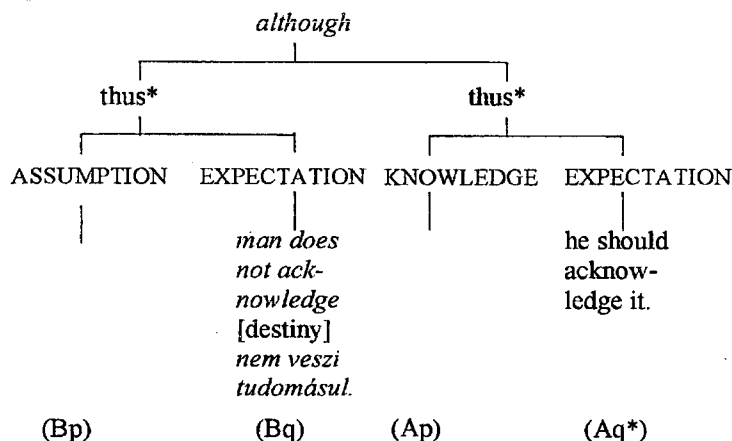 although
thus* thus*
ASSUMPTION EXPECTATION KNOWLEDGE EXPECTATION
man does
not ack-
nowledge
[destiny]
nem veszi
tudomásul.
he should
acknow-
ledge it.
(Bp) (Bq) (Ap) (Aq*)